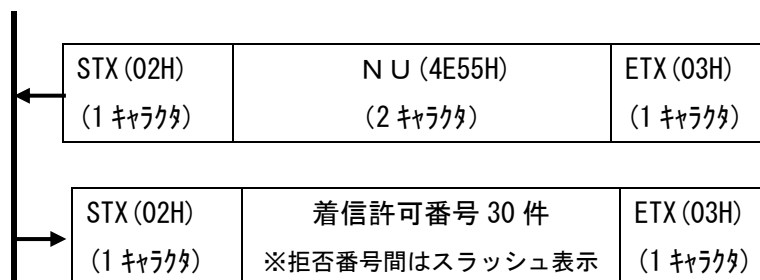 STX(02H) ＮＵ(4E55H) ETX(03H)
(1 ｷｬﾗｸﾀ) (2 ｷｬﾗｸﾀ) (1 ｷｬﾗｸﾀ)
STX(02H) 着信許可番号 30 件 ETX(03H)
(1 ｷｬﾗｸﾀ) ※拒否番号間はスラッシュ表示 (1 ｷｬﾗｸﾀ)